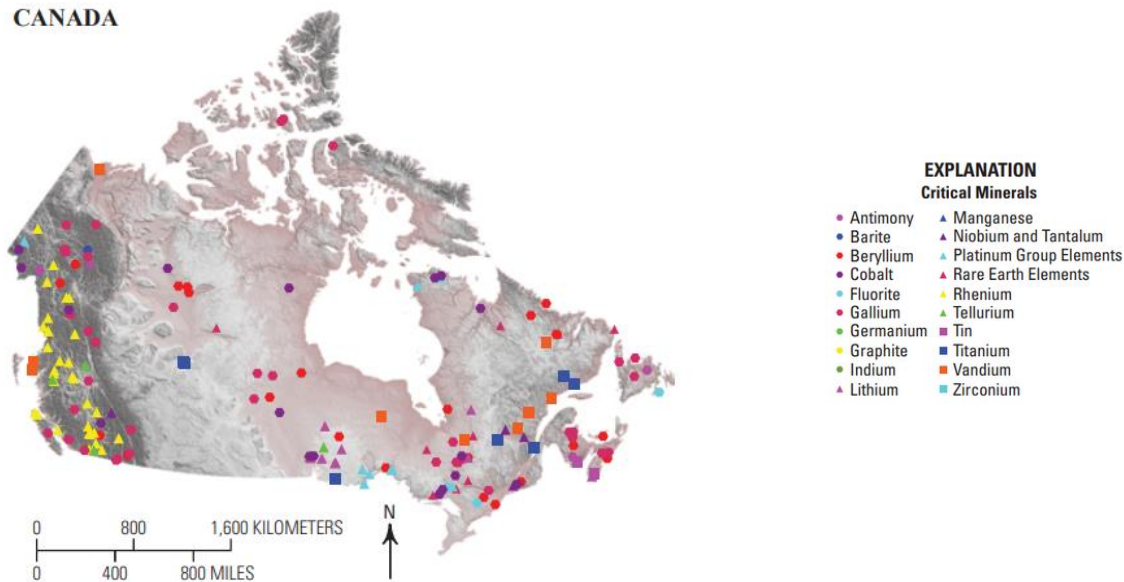 CANADA
EXPLANATION
Critical Minerals
Antimony
Barite
Beryllium
Cobalt
Fluorite
Gallium
Germanium
Graphite
Indium
Lithium
Manganese
Niobium and Tantalum
Platinum Group Elements
Rare Earth Elements
Rhenium
Tellurium
Tin
Titanium
Vandium
Zirconium
0 800 1,600 KILOMETERS
0 400 800 MILES
N